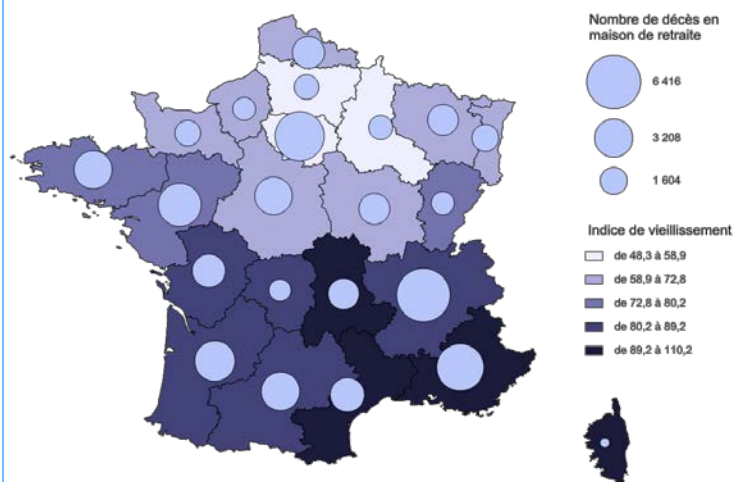 Nombre de décès en
maison de retraite
6 416
3 208
1 604
Indice de vieillissement
de 48,3 à 58,9
de 58,9 à 72,8
de 72,8 à 80,2
de 80,2 à 89,2
de 89,2 à 110,2